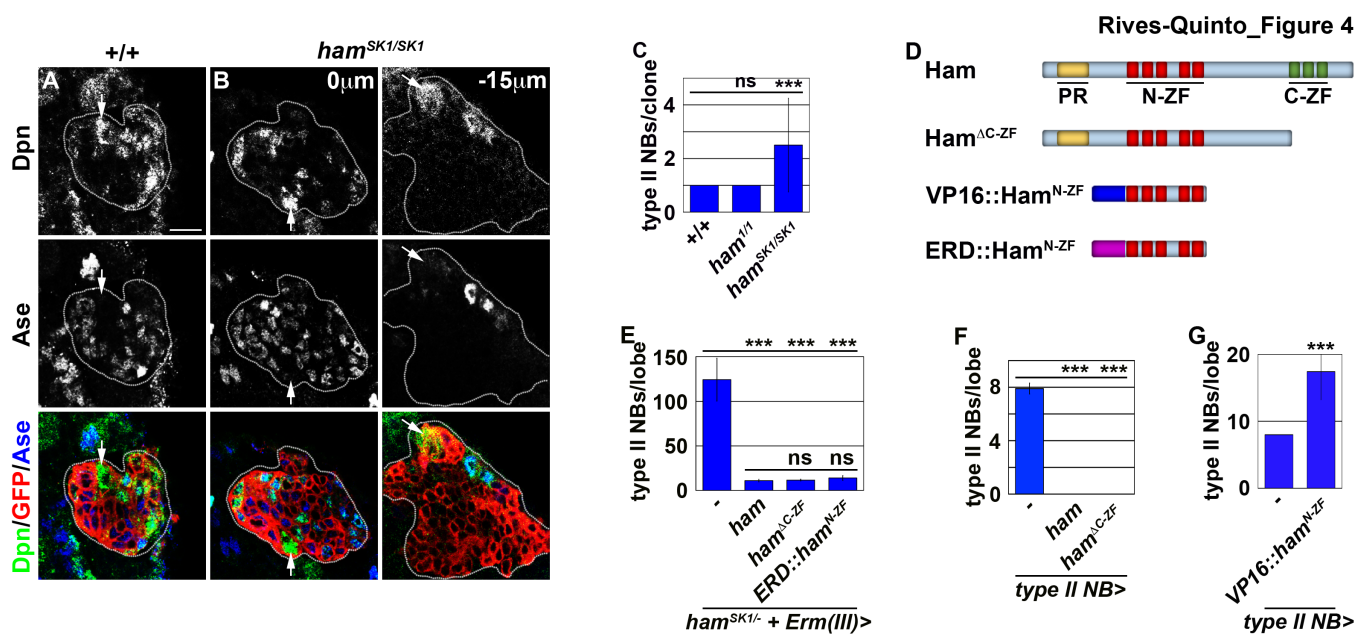 Rives-Quinto_Figure 4
+/+
ham^SK1/SK1
A
B
0μm
-15μm
Dpn
Ase
Dpn/GFP/Ase
C
type II NBs/clone
4
2
0
ns
***
+/+
ham^1/1
ham^SK1/SK1
D
Ham
PR
N-ZF
C-ZF
Ham^ΔC-ZF
VP16::Ham^N-ZF
ERD::Ham^N-ZF
E
type II NBs/lobe
150
100
50
0
*** *** ***
ns ns
-
ham
ham^ΔC-ZF
ERD::ham^N-ZF
ham^SK1/- + Erm(III)>
F
type II NBs/lobe
8
6
4
2
0
*** ***
-
ham
ham^ΔC-ZF
type II NB>
G
type II NBs/lobe
20
10
0
***
-
VP16::ham^N-ZF
type II NB>